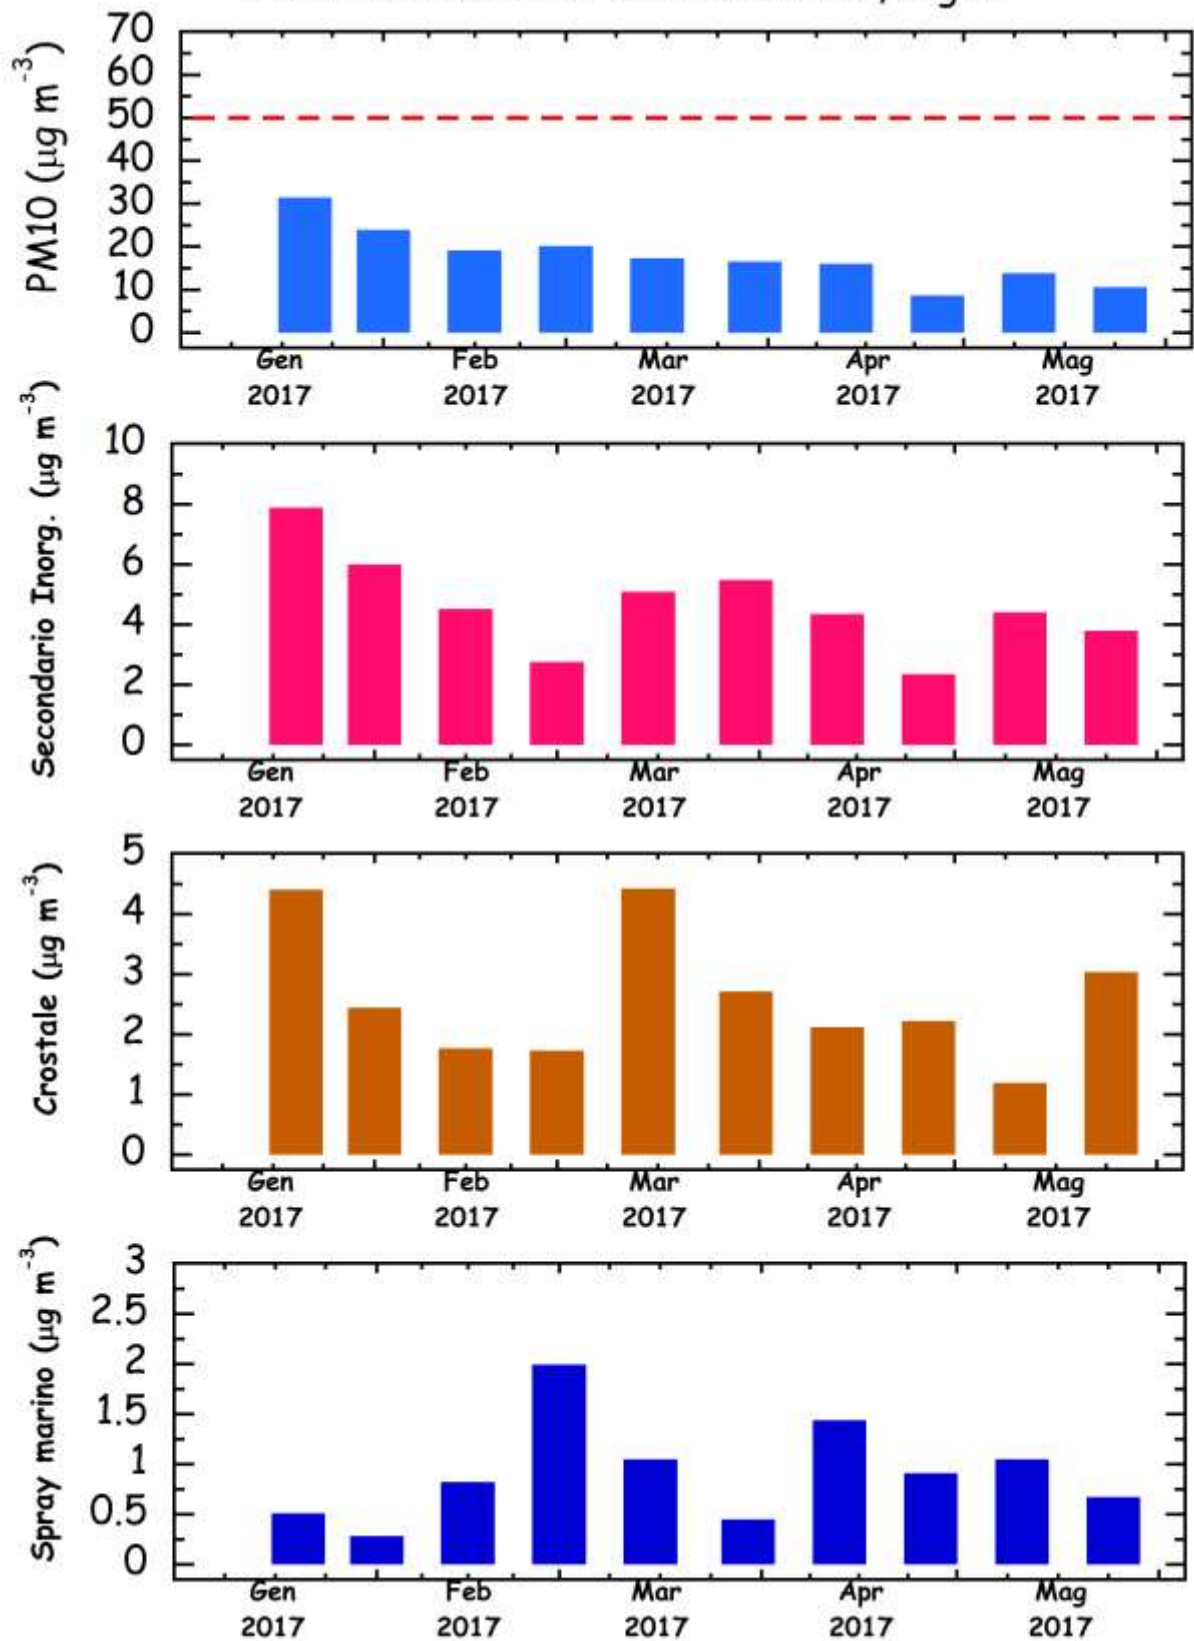 70
60
50
40
30
20
10
0
PM10 (μg m⁻³)
Gen Feb Mar Apr Mag
2017 2017 2017 2017 2017
10
8
6
4
2
0
Secondario Inorg. (μg m⁻³)
Gen Feb Mar Apr Mag
2017 2017 2017 2017 2017
5
4
3
2
1
0
Crostale (μg m⁻³)
Gen Feb Mar Apr Mag
2017 2017 2017 2017 2017
3
2.5
2
1.5
1
0.5
0
Spray marino (μg m⁻³)
Gen Feb Mar Apr Mag
2017 2017 2017 2017 2017